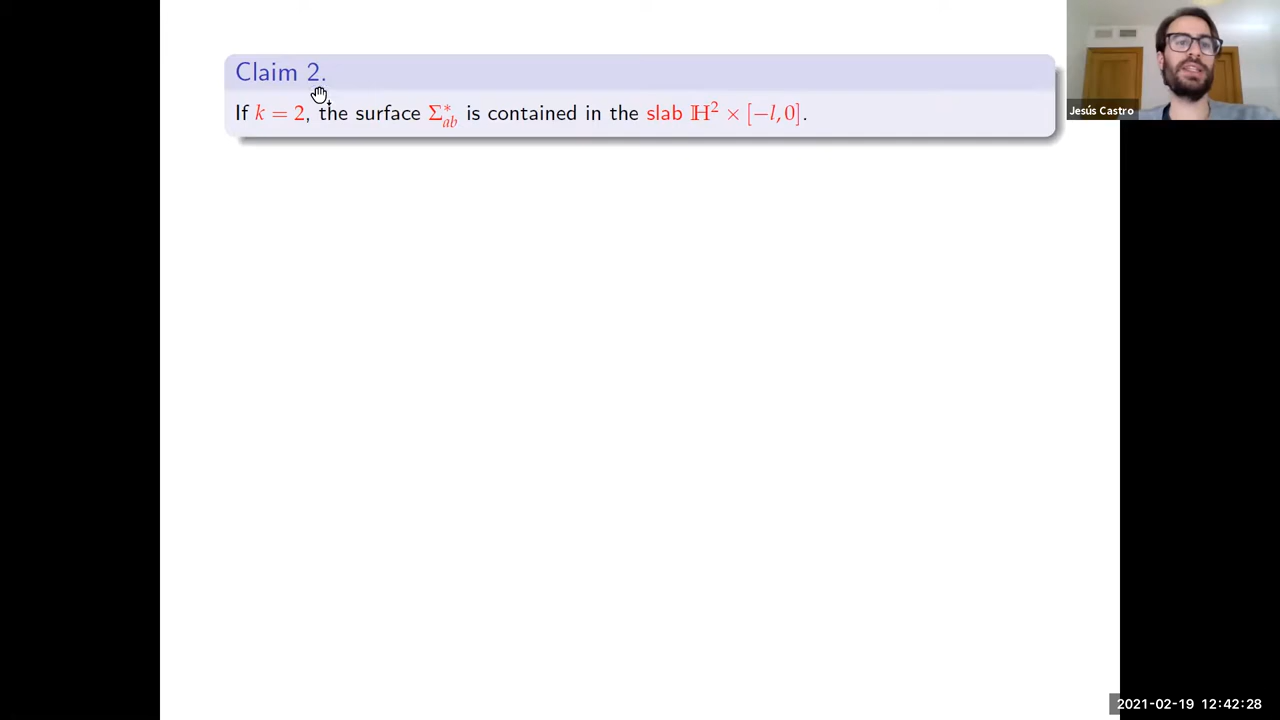 Claim 2.
If k = 2, the surface Σ*ab is contained in the slab ℍ² × [−l, 0].
Jesús Castro
2021-02-19 12:42:28